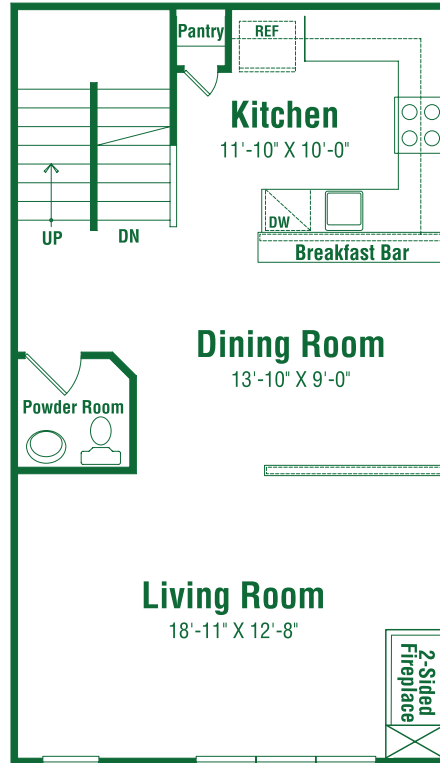 Pantry
REF
Kitchen
11'-10" X 10'-0"
DW
UP
DN
Breakfast Bar
Dining Room
13'-10" X 9'-0"
Powder Room
Living Room
18'-11" X 12'-8"
2-Sided
Fireplace